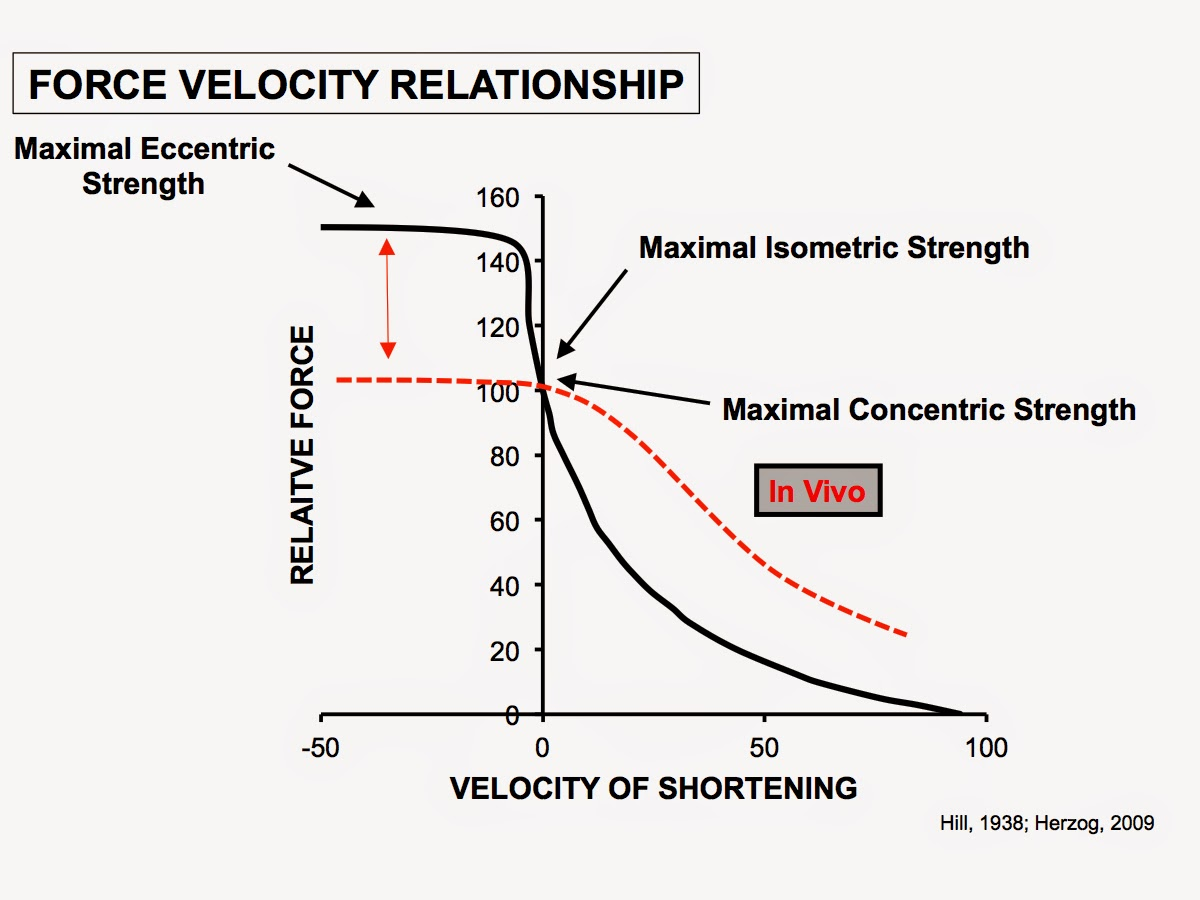 FORCE VELOCITY RELATIONSHIP
Maximal Eccentric
Strength
160
140
120
100
80
60
40
20
0
RELAITVE FORCE
Maximal Isometric Strength
Maximal Concentric Strength
In Vivo
-50
0
50
100
VELOCITY OF SHORTENING
Hill, 1938; Herzog, 2009